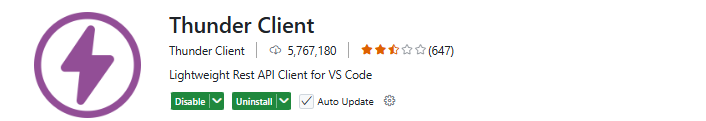 Thunder Client
Thunder Client 5,767,180 (647)
Lightweight Rest API Client for VS Code
Disable Uninstall Auto Update